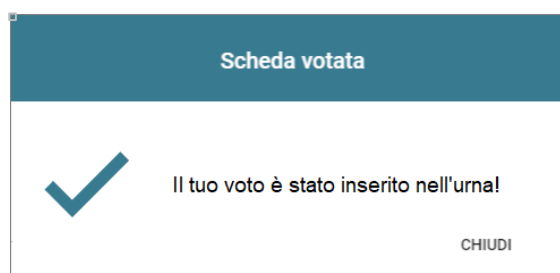 Scheda votata
Il tuo voto è stato inserito nell'urna!
CHIUDI